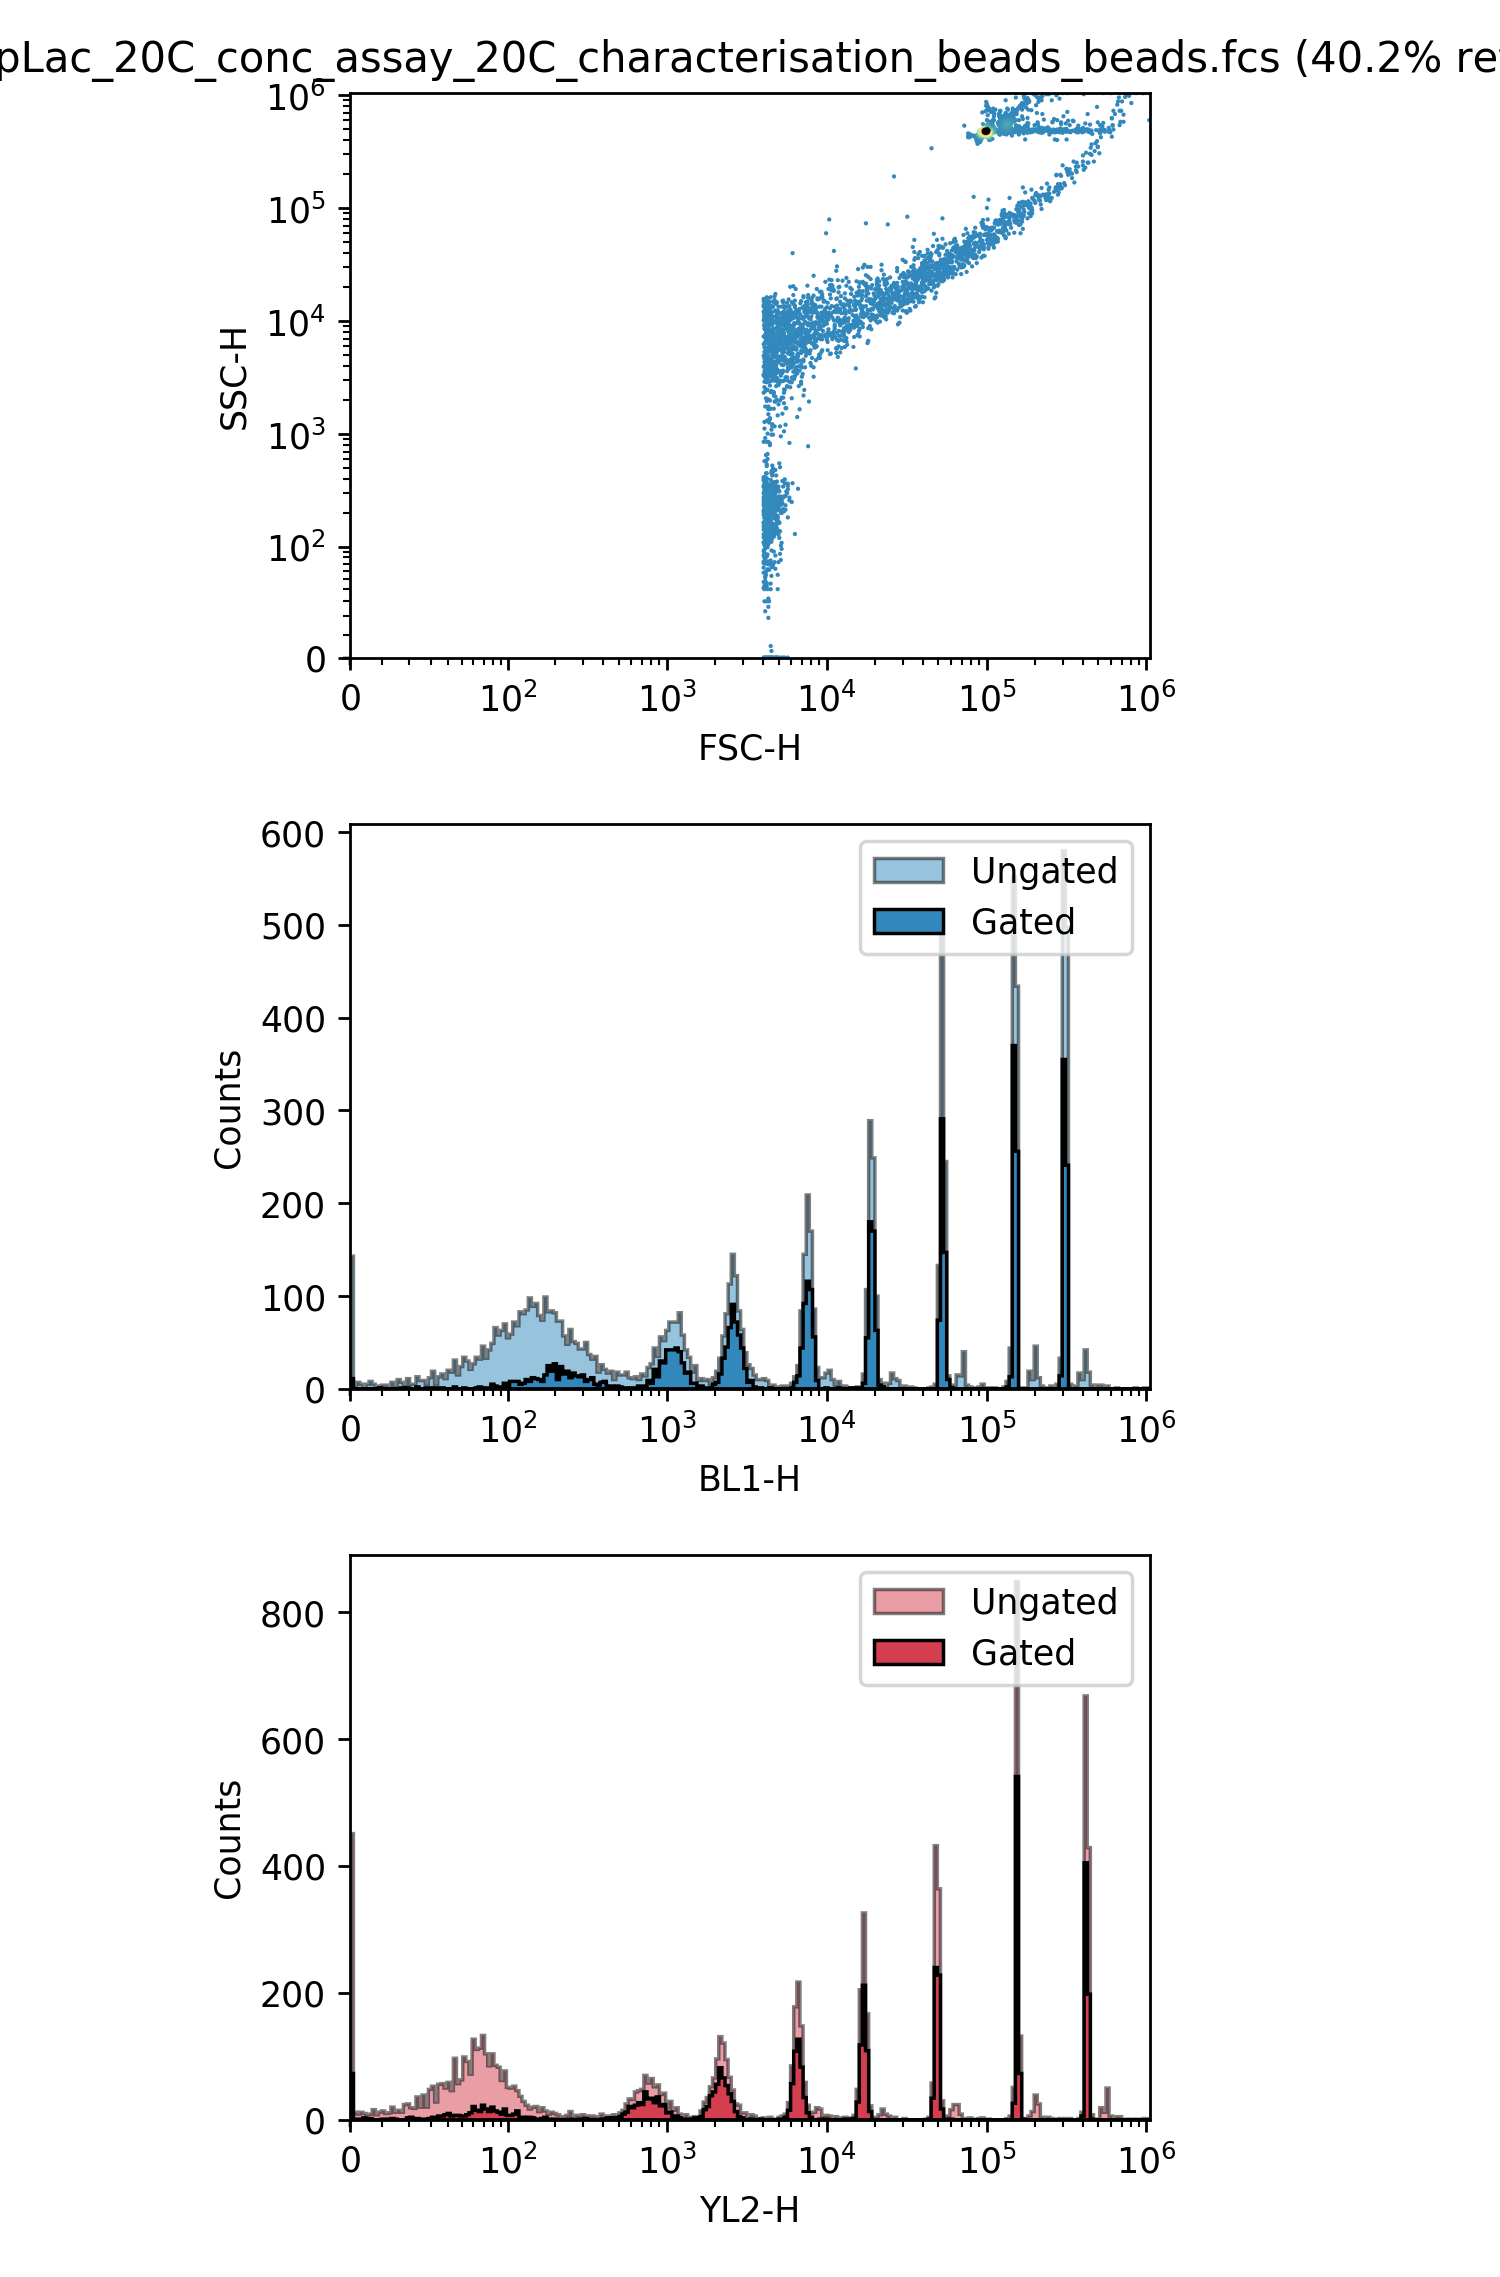 pLac_20C_conc_assay_20C_characterisation_beads_beads.fcs (40.2% re
10⁶
10⁵
10⁴
10³
10²
0
SSC-H
0 10² 10³ 10⁴ 10⁵ 10⁶
FSC-H
600
500
400
300
200
100
0
Counts
Ungated
Gated
0 10² 10³ 10⁴ 10⁵ 10⁶
BL1-H
800
600
400
200
0
Counts
Ungated
Gated
0 10² 10³ 10⁴ 10⁵ 10⁶
YL2-H